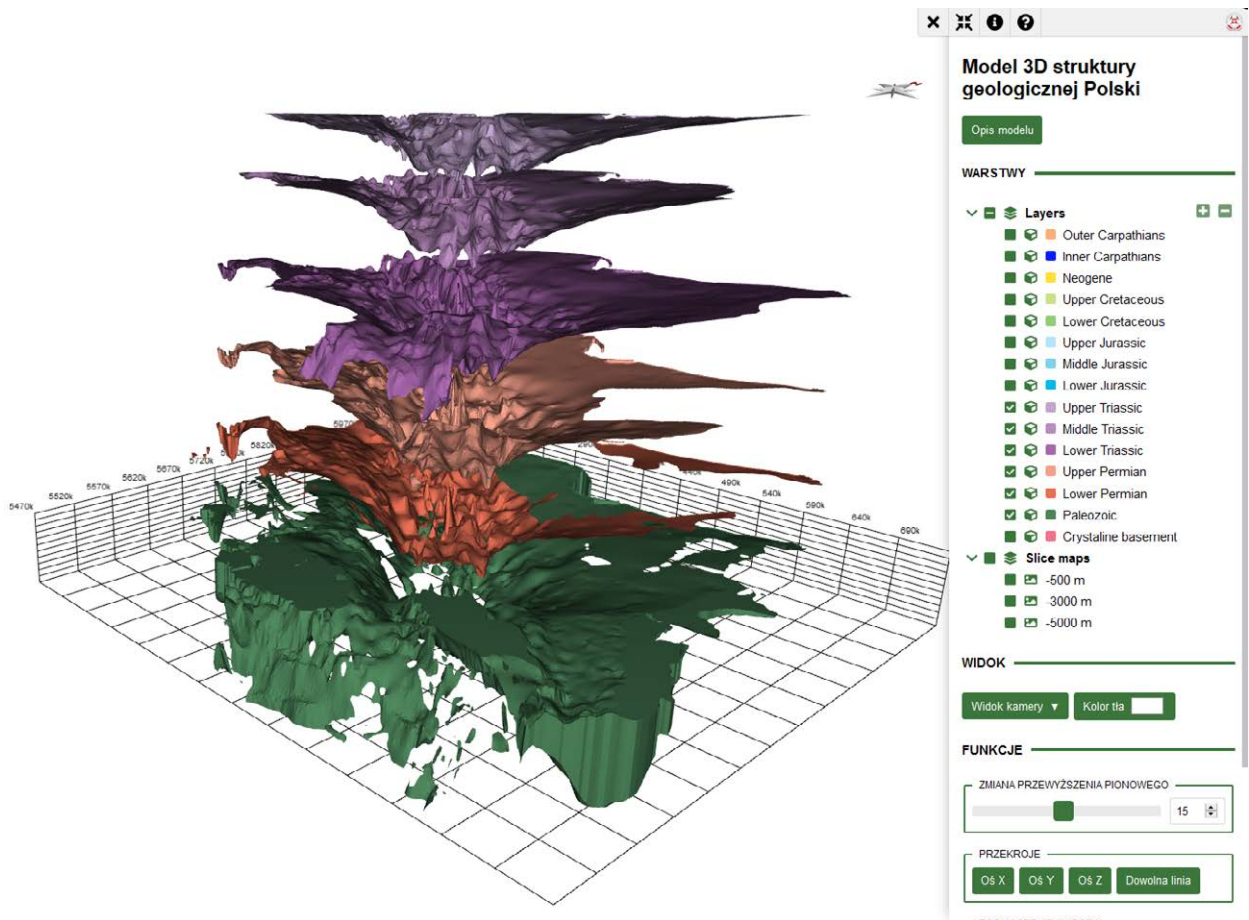 Model 3D struktury
geologicznej Polski
Opis modelu
WARSTWY
Layers
Outer Carpathians
Inner Carpathians
Neogene
Upper Cretaceous
Lower Cretaceous
Upper Jurassic
Middle Jurassic
Lower Jurassic
Upper Triassic
Middle Triassic
Lower Triassic
Upper Permian
Lower Permian
Paleozoic
Crystaline basement
Slice maps
-500 m
-3000 m
-5000 m
WIDOK
Widok kamery ▼
Kolor tła
FUNKCJE
ZMIANA PRZEWYŻSZENIA PIONOWEGO
15
PRZEKROJE
Oś X
Oś Y
Oś Z
Dowolna linia
5470k
5520k
5570k
5620k
5670k
5720k
5820k
490k
540k
590k
640k
690k